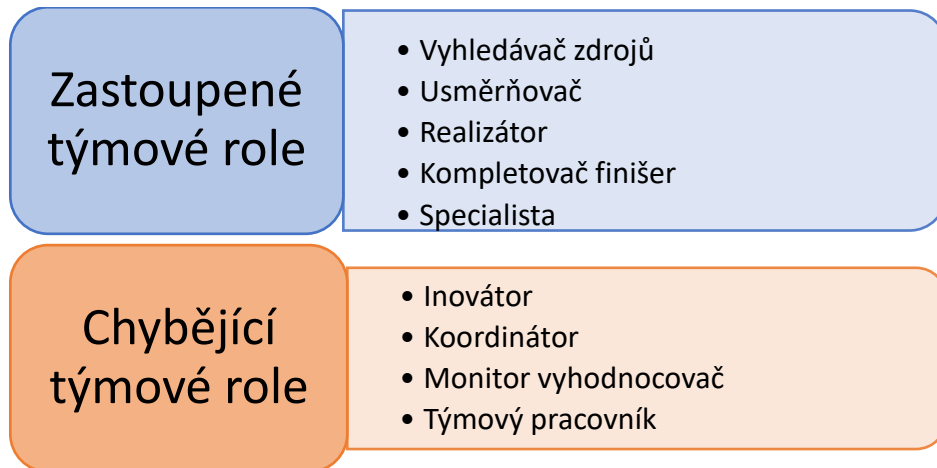 Zastoupené
týmové role
• Vyhledávač zdrojů
• Usměrňovač
• Realizátor
• Kompletovač finišer
• Specialista
Chybějící
týmové role
• Inovátor
• Koordinátor
• Monitor vyhodnocovač
• Týmový pracovník